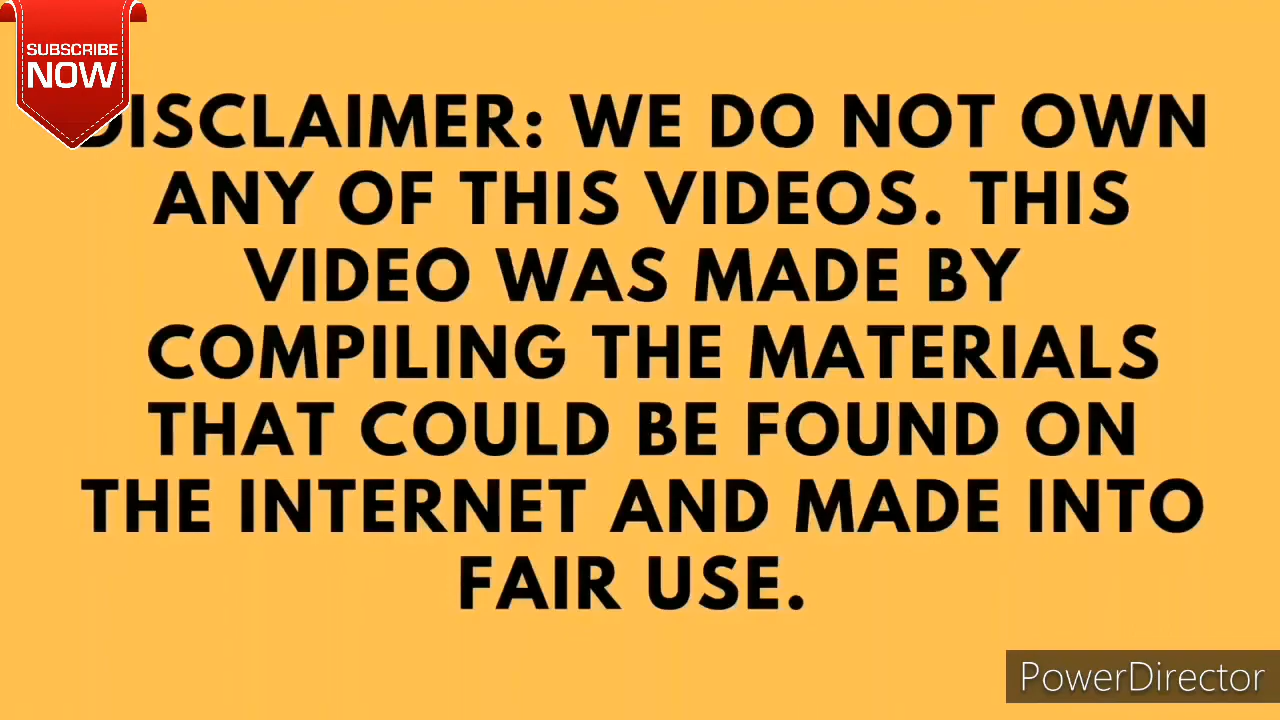 SUBSCRIBE
NOW
DISCLAIMER: WE DO NOT OWN
ANY OF THIS VIDEOS. THIS
VIDEO WAS MADE BY
COMPILING THE MATERIALS
THAT COULD BE FOUND ON
THE INTERNET AND MADE INTO
FAIR USE.
PowerDirector